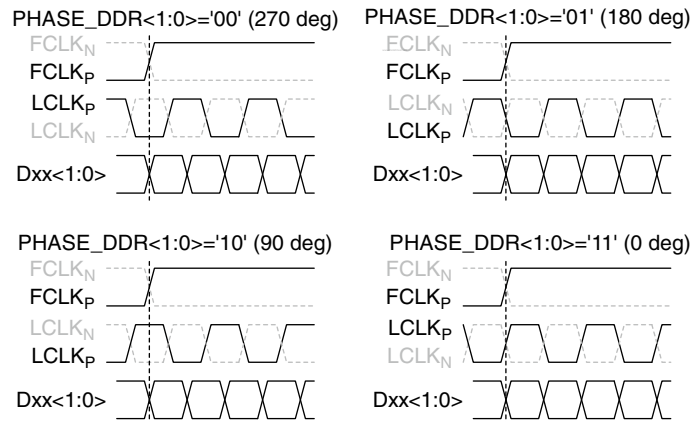 PHASE_DDR<1:0>='00' (270 deg)
FCLKN
FCLKP
LCLKP
LCLKN
Dxx<1:0>
PHASE_DDR<1:0>='01' (180 deg)
FCLKN
FCLKP
LCLKN
LCLKP
Dxx<1:0>
PHASE_DDR<1:0>='10' (90 deg)
FCLKN
FCLKP
LCLKN
LCLKP
Dxx<1:0>
PHASE_DDR<1:0>='11' (0 deg)
FCLKN
FCLKP
LCLKP
LCLKN
Dxx<1:0>